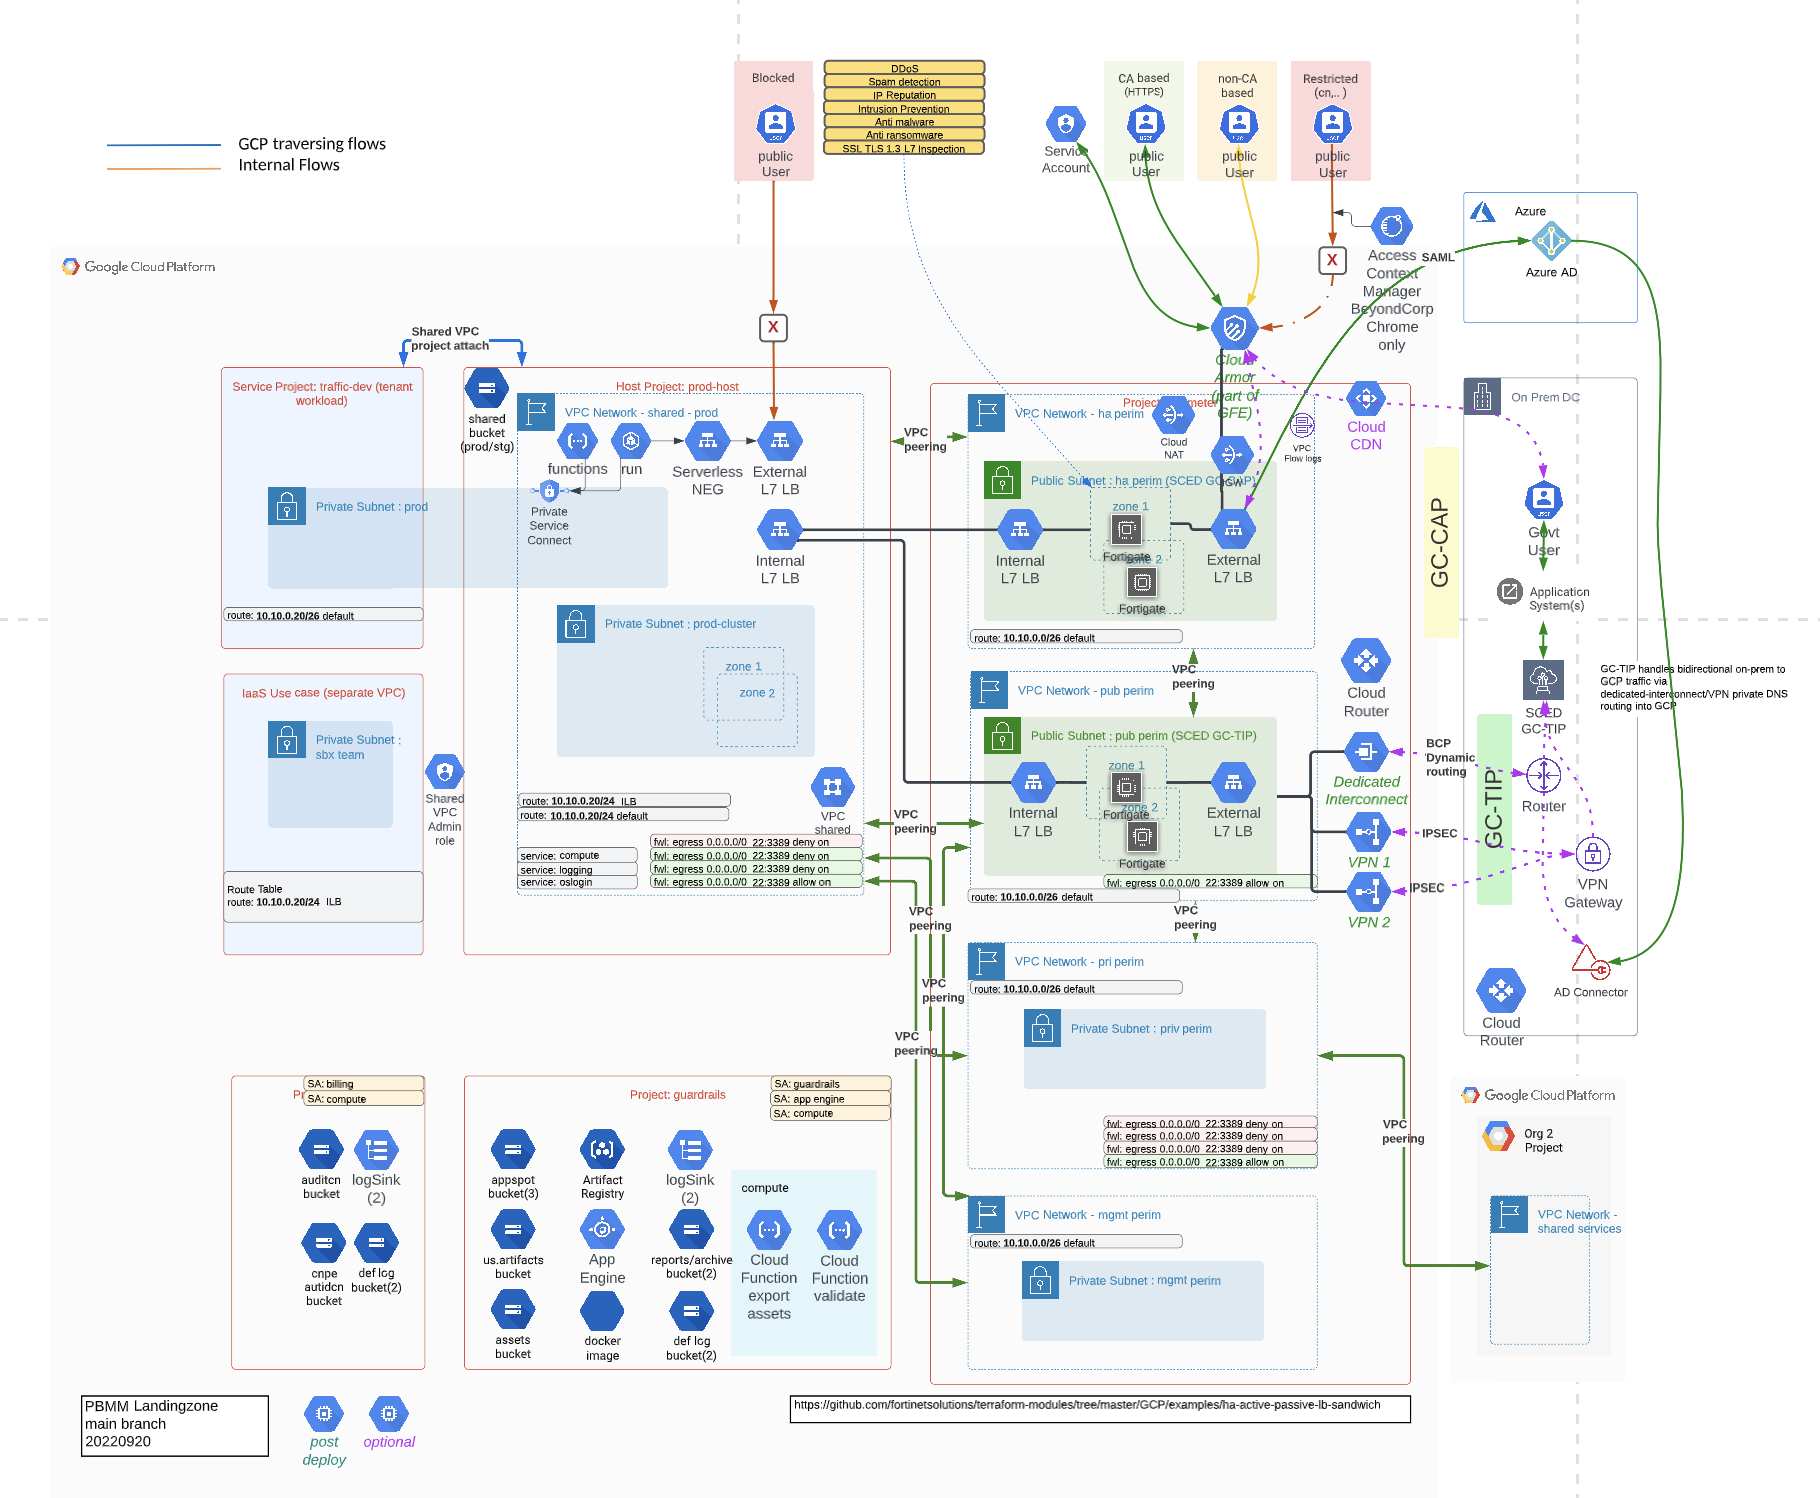 GCP traversing flows
Internal Flows
Blocked
public
User
DDoS
Spam detection
IP Reputation
Intrusion Prevention
Anti malware
Anti ransomware
SSL TLS 1.3 L7 Inspection
Service
Account
CA based
(HTTPS)
user
public
User
non-CA
based
user
public
User
Restricted
(cn,.. )
user
public
User
X
X
Access
Context
Manager
BeyondCorp
Chrome
only
SAML
Azure
Azure AD
Google Cloud Platform
Shared VPC
project attach
Service Project: traffic-dev (tenant
workload)
Private Subnet : prod
route: 10.10.0.20/26 default
IaaS Use case (separate VPC)
Private Subnet :
sbx team
Route Table
route: 10.10.0.20/24 ILB
Shared
VPC
Admin
role
Host Project: prod-host
shared
bucket
(prod/stg)
VPC Network - shared - prod
functions
run
Serverless
NEG
External
L7 LB
Private
Service
Connect
Internal
L7 LB
Private Subnet : prod-cluster
zone 1
zone 2
VPC
shared
route: 10.10.0.20/24 ILB
route: 10.10.0.20/24 default
service: compute
service: logging
service: oslogin
fwl: egress 0.0.0.0/0 22:3389 deny on
fwl: egress 0.0.0.0/0 22:3389 deny on
fwl: egress 0.0.0.0/0 22:3389 deny on
fwl: egress 0.0.0.0/0 22:3389 allow on
VPC
peering
VPC
peering
VPC
peering
VPC
peering
VPC
peering
Cloud
Armor
(part of
GFE)
VPC Network - ha perim
Cloud
NAT
VPC
Flow logs
Cloud
CDN
Public Subnet : ha perim (SCED GC-CAP)
zone 1
Fortigate
zone 2
Fortigate
Internal
L7 LB
External
L7 LB
route: 10.10.0.0/26 default
VPC
peering
VPC Network - pub perim
Public Subnet : pub perim (SCED GC-TIP)
zone 1
Fortigate
zone 2
Fortigate
Internal
L7 LB
External
L7 LB
fwl: egress 0.0.0.0/0 22:3389 allow on
route: 10.10.0.0/26 default
VPC
peering
VPC Network - pri perim
route: 10.10.0.0/26 default
Private Subnet : priv perim
fwl: egress 0.0.0.0/0 22:3389 deny on
fwl: egress 0.0.0.0/0 22:3389 deny on
fwl: egress 0.0.0.0/0 22:3389 deny on
fwl: egress 0.0.0.0/0 22:3389 allow on
VPC Network - mgmt perim
route: 10.10.0.0/26 default
Private Subnet : mgmt perim
Cloud
Router
Dedicated
Interconnect
VPN 1
VPN 2
GC-CAP
GC-TIP
BCP
Dynamic
routing
IPSEC
IPSEC
On Prem DC
user
Govt
User
Application
System(s)
SCED
GC-TIP
Router
VPN
Gateway
AD Connector
Cloud
Router
GC-TIP handles bidirectional on-prem to
GCP traffic via
dedicated-interconnect/VPN private DNS
routing into GCP
VPC
peering
Google Cloud Platform
Org 2
Project
VPC Network -
shared services
SA: billing
SA: compute
auditcn
bucket
logSink
(2)
cnpe
autidcn
bucket
def log
bucket(2)
Project: guardrails
SA: guardrails
SA: app engine
SA: compute
appspot
bucket(3)
Artifact
Registry
logSink
(2)
us.artifacts
bucket
App
Engine
reports/archive
bucket(2)
assets
bucket
docker
image
def log
bucket(2)
compute
Cloud
Function
export
assets
Cloud
Function
validate
PBMM Landingzone
main branch
20220920
post
deploy
optional
https://github.com/fortinetsolutions/terraform-modules/tree/master/GCP/examples/ha-active-passive-lb-sandwich